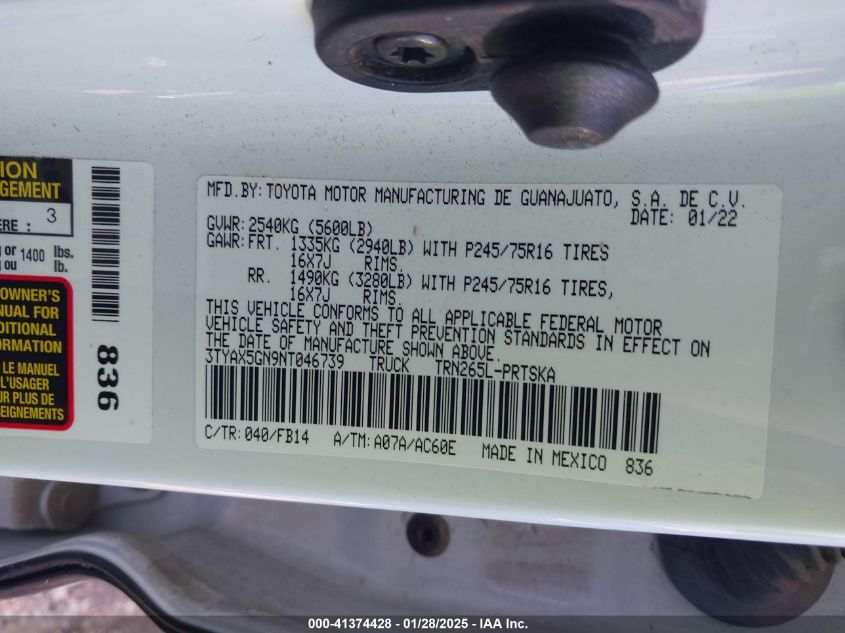 TION
GEMENT
ERE : 3
g or 1400 lbs.
g ou lb.
OWNER'S
NUAL FOR
DITIONAL
ORMATION
LE MANUEL
L'USAGER
UR PLUS DE
SEIGNEMENTS
836
MFD.BY: TOYOTA MOTOR MANUFACTURING DE GUANAJUATO, S.A. DE C.V.
DATE: 01/22
GVWR: 2540KG (5600LB)
GAWR: FRT. 1335KG (2940LB) WITH P245/75R16 TIRES
16X7J RIMS.
RR. 1490KG (3280LB) WITH P245/75R16 TIRES,
16X7J RIMS.
THIS VEHICLE CONFORMS TO ALL APPLICABLE FEDERAL MOTOR
VEHICLE SAFETY AND THEFT PREVENTION STANDARDS IN EFFECT ON
THE DATE OF MANUFACTURE SHOWN ABOVE.
3TYAX5GN9NT046739 TRUCK TRN265L-PRTSKA
C/TR: 040/FB14 A/TM: A07A/AC60E MADE IN MEXICO 836
000-41374428 - 01/28/2025 - IAA Inc.